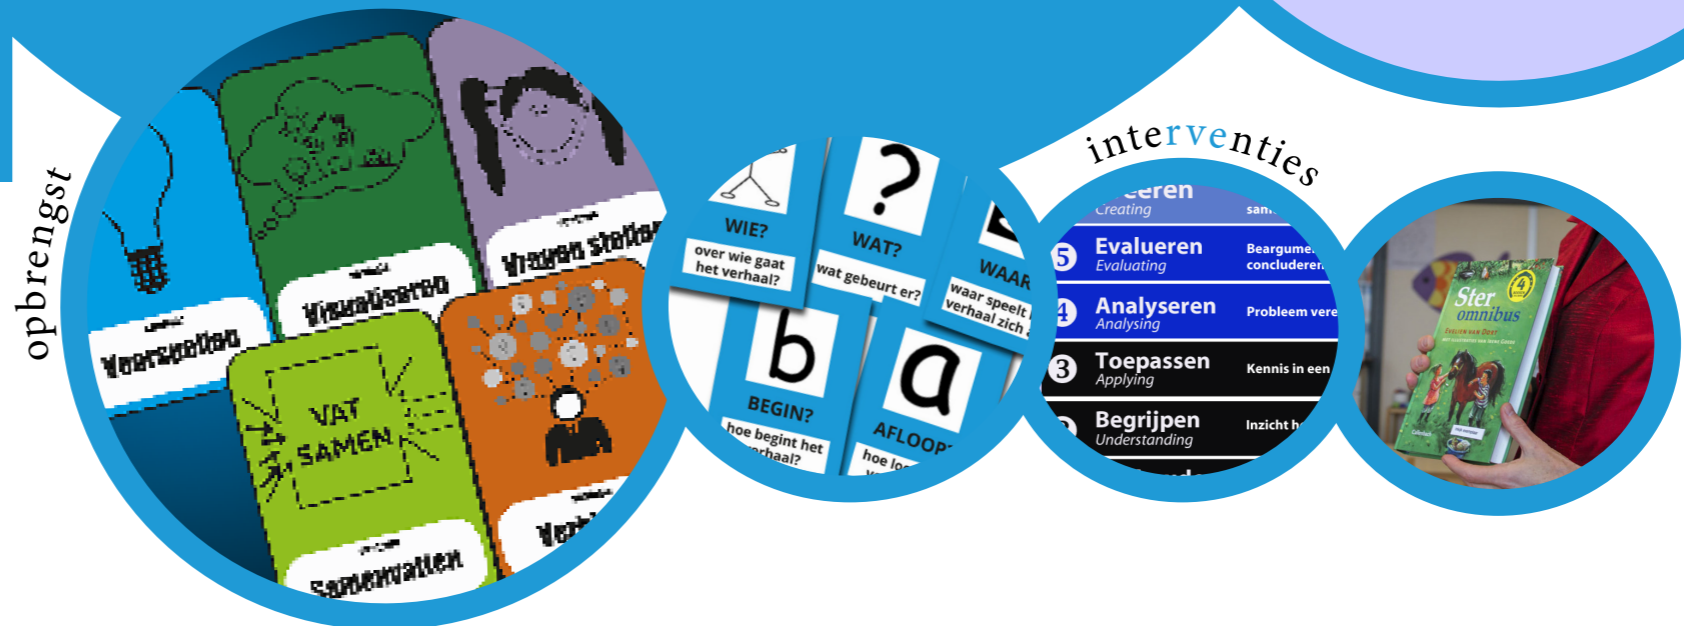 opbrengst
Voorspellen
Visualiseren
Vragen stellen
VAT
SAMEN
Samenvatten
WIE?
over wie gaat
het verhaal?
WAT?
wat gebeurt er?
WAAR
waar speelt
verhaal zich
b
BEGIN?
hoe begint het
a
AFLOOP?
hoe
interventies
Creating
5 Evalueren
Evaluating
concluderen
4 Analyseren
Analysing
Probleem
3 Toepassen
Applying
Kennis in een
Begrijpen
Understanding
Inzicht
Ster
omnibus